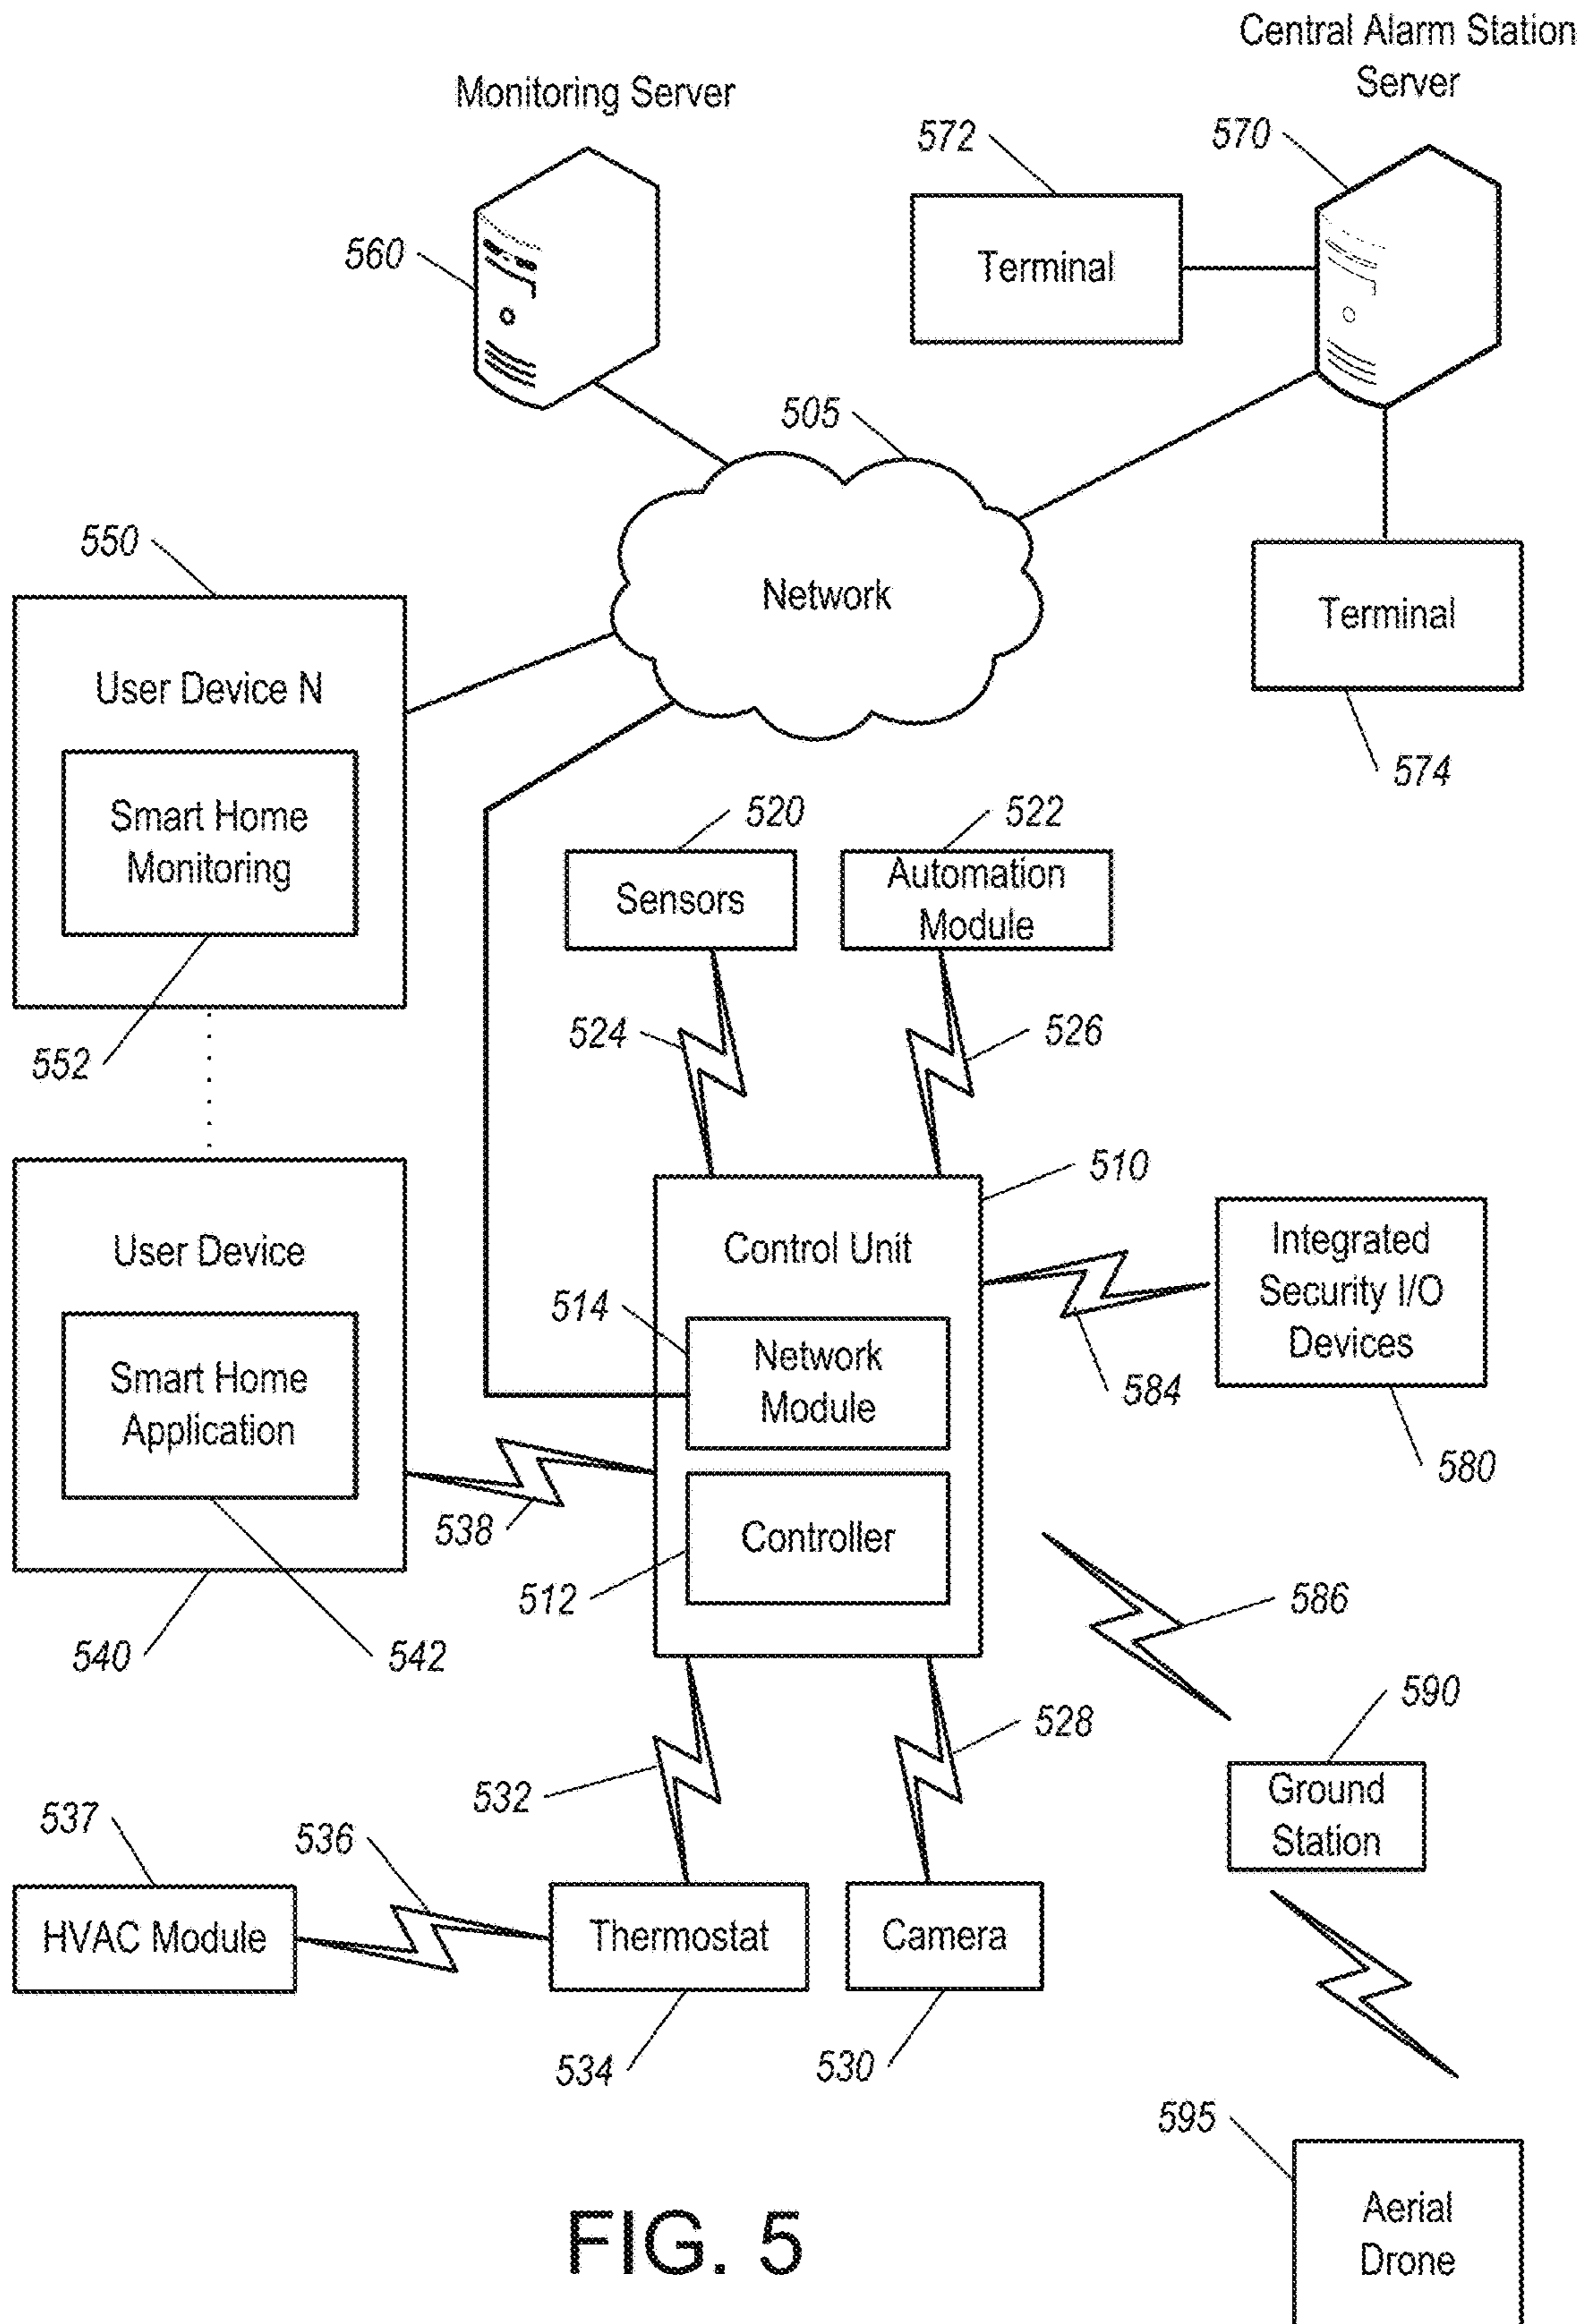 Central Alarm Station
Server
Monitoring Server
572
570
560
Terminal
505
550
Network
Terminal
User Device N
574
Smart Home
Monitoring
520
522
Sensors
Automation
Module
552
524
526
510
User Device
Control Unit
Integrated
Security I/O
Devices
514
Network
Module
584
Smart Home
Application
580
538
Controller
512
586
540
542
590
528
532
Ground
Station
537
536
HVAC Module
Thermostat
Camera
534
530
595
Aerial
Drone
FIG. 5